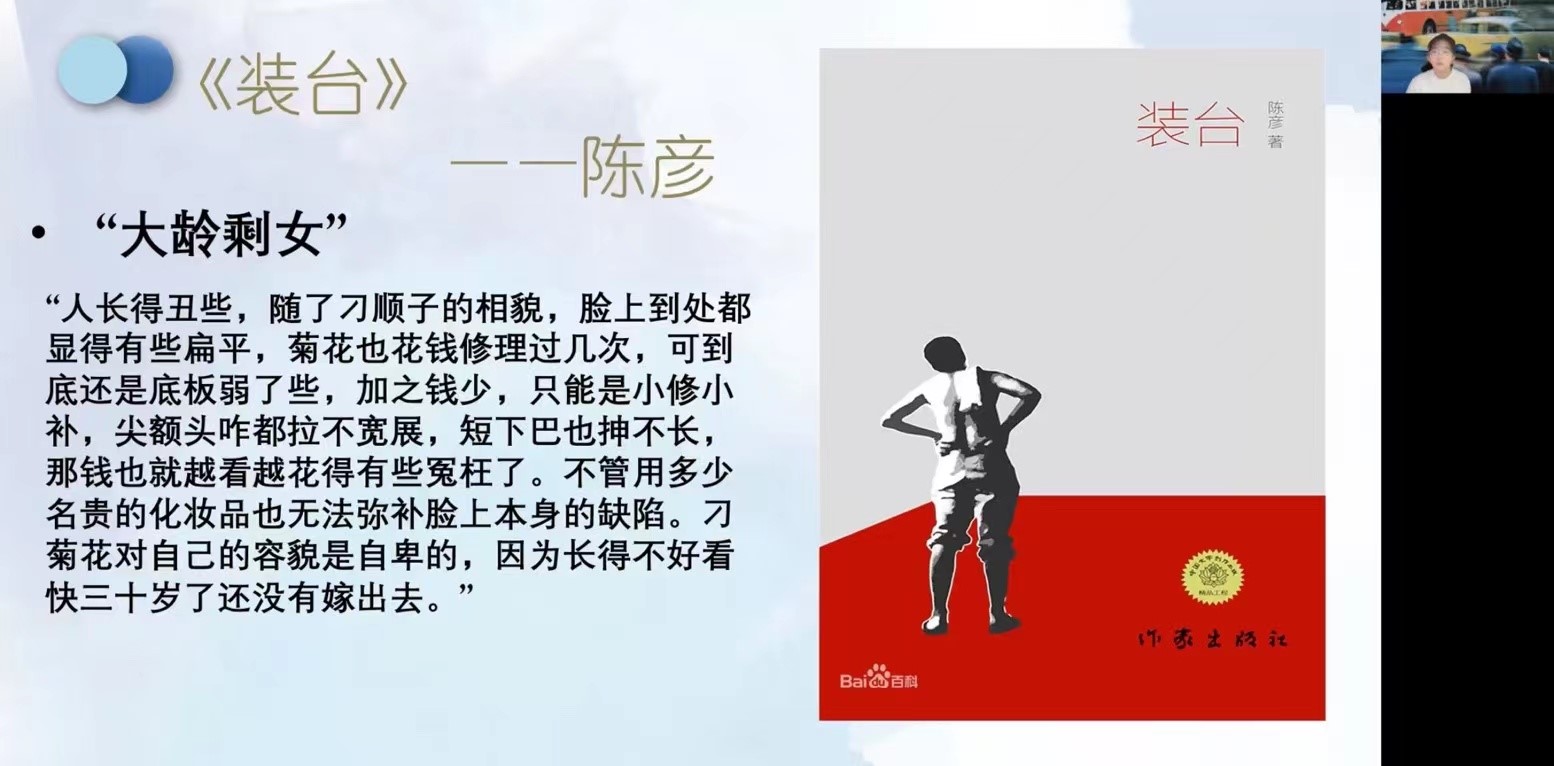 《装台》
——陈彦
• “大龄剩女”
“人长得丑些，随了刁顺子的相貌，脸上到处都
显得有些扁平，菊花也花钱修理过几次，可到
底还是底板弱了些，加之钱少，只能是小修小
补，尖额头咋都拉不宽展，短下巴也抻不长，
那钱也就越看越花得有些冤枉了。不管用多少
名贵的化妆品也无法弥补脸上本身的缺陷。刁
菊花对自己的容貌是自卑的，因为长得不好看
快三十岁了还没有嫁出去。”
装台
陈彦 著
精品工程
作家出版社
Baidu百科